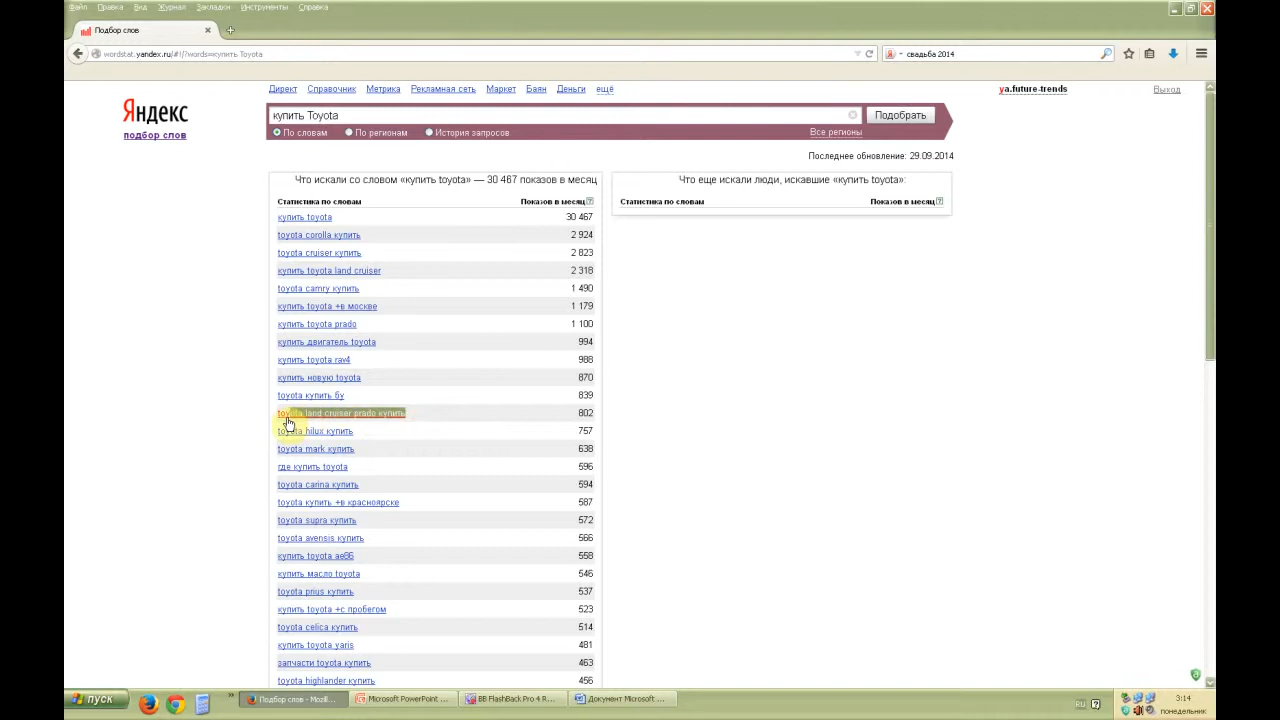 Файл Правка Вид Журнал Закладки Инструменты Справка
Подбор слов
wordstat.yandex.ru/#!/?words=купить Toyota
свадьба 2014
Яндекс
подбор слов
Директ Справочник Метрика Рекламная сеть Маркет Баян Деньги ещё
ya.future-trends
Выход
купить Toyota
Подобрать
По словам По регионам История запросов Все регионы
Последнее обновление: 29.09.2014
Что искали со словом «купить toyota» — 30 467 показов в месяц
Статистика по словам Показов в месяц ?
купить toyota 30 467
toyota corolla купить 2 924
toyota cruiser купить 2 823
купить toyota land cruiser 2 318
toyota camry купить 1 490
купить toyota +в москве 1 179
купить toyota prado 1 100
купить двигатель toyota 994
купить toyota rav4 988
купить новую toyota 870
toyota купить бу 839
toyota land cruiser prado купить 802
toyota hilux купить 757
toyota mark купить 638
где купить toyota 596
toyota carina купить 594
toyota купить +в красноярске 587
toyota supra купить 572
toyota avensis купить 566
купить toyota ae86 558
купить масло toyota 546
toyota prius купить 537
купить toyota +с пробегом 523
toyota celica купить 514
купить toyota yaris 481
запчасти toyota купить 463
toyota highlander купить 456
Что еще искали люди, искавшие «купить toyota»:
Статистика по словам Показов в месяц ?
пуск
Подбор слов - Mozill...
Microsoft PowerPoint ...
BB FlashBack Pro 4 R...
Документ Microsoft ...
RU
3:14
понедельник